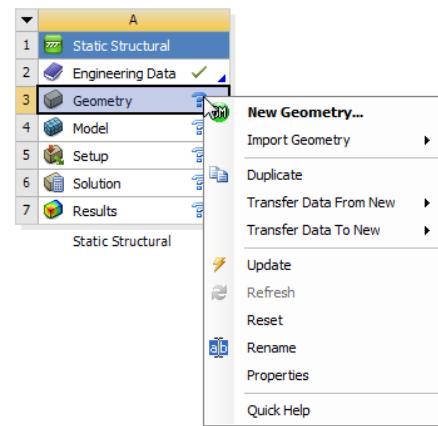 A
1 Static Structural
2 Engineering Data
3 Geometry
4 Model
5 Setup
6 Solution
7 Results
Static Structural
New Geometry...
Import Geometry
Duplicate
Transfer Data From New
Transfer Data To New
Update
Refresh
Reset
Rename
Properties
Quick Help